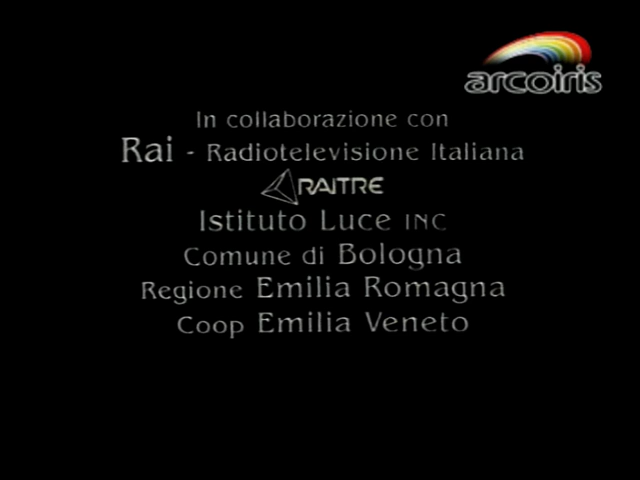 arcoiris
In collaborazione con
Rai - Radiotelevisione Italiana
RAITRE
Istituto Luce INC
Comune di Bologna
Regione Emilia Romagna
Coop Emilia Veneto